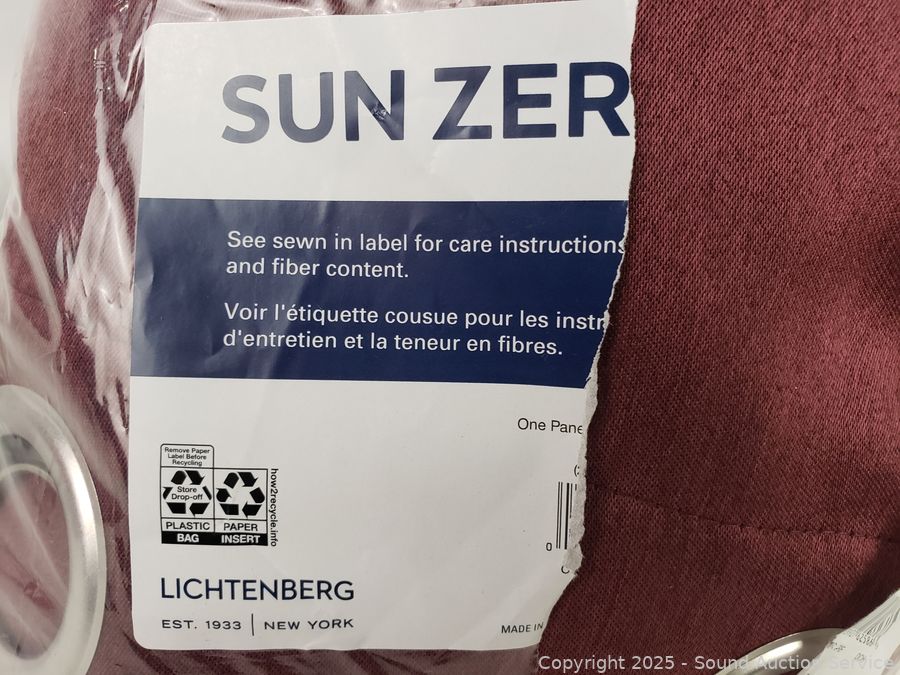 SUN ZER
See sewn in label for care instructions
and fiber content.
Voir l'étiquette cousue pour les instr
d'entretien et la teneur en fibres.
One Pane
Remove Paper
Label Before
Recycling
Store
Drop-off
PLASTIC
BAG
PAPER
INSERT
how2recycle.info
0
LICHTENBERG
EST. 1933 | NEW YORK
MADE IN
Copyright 2025 - Sound Auction Service